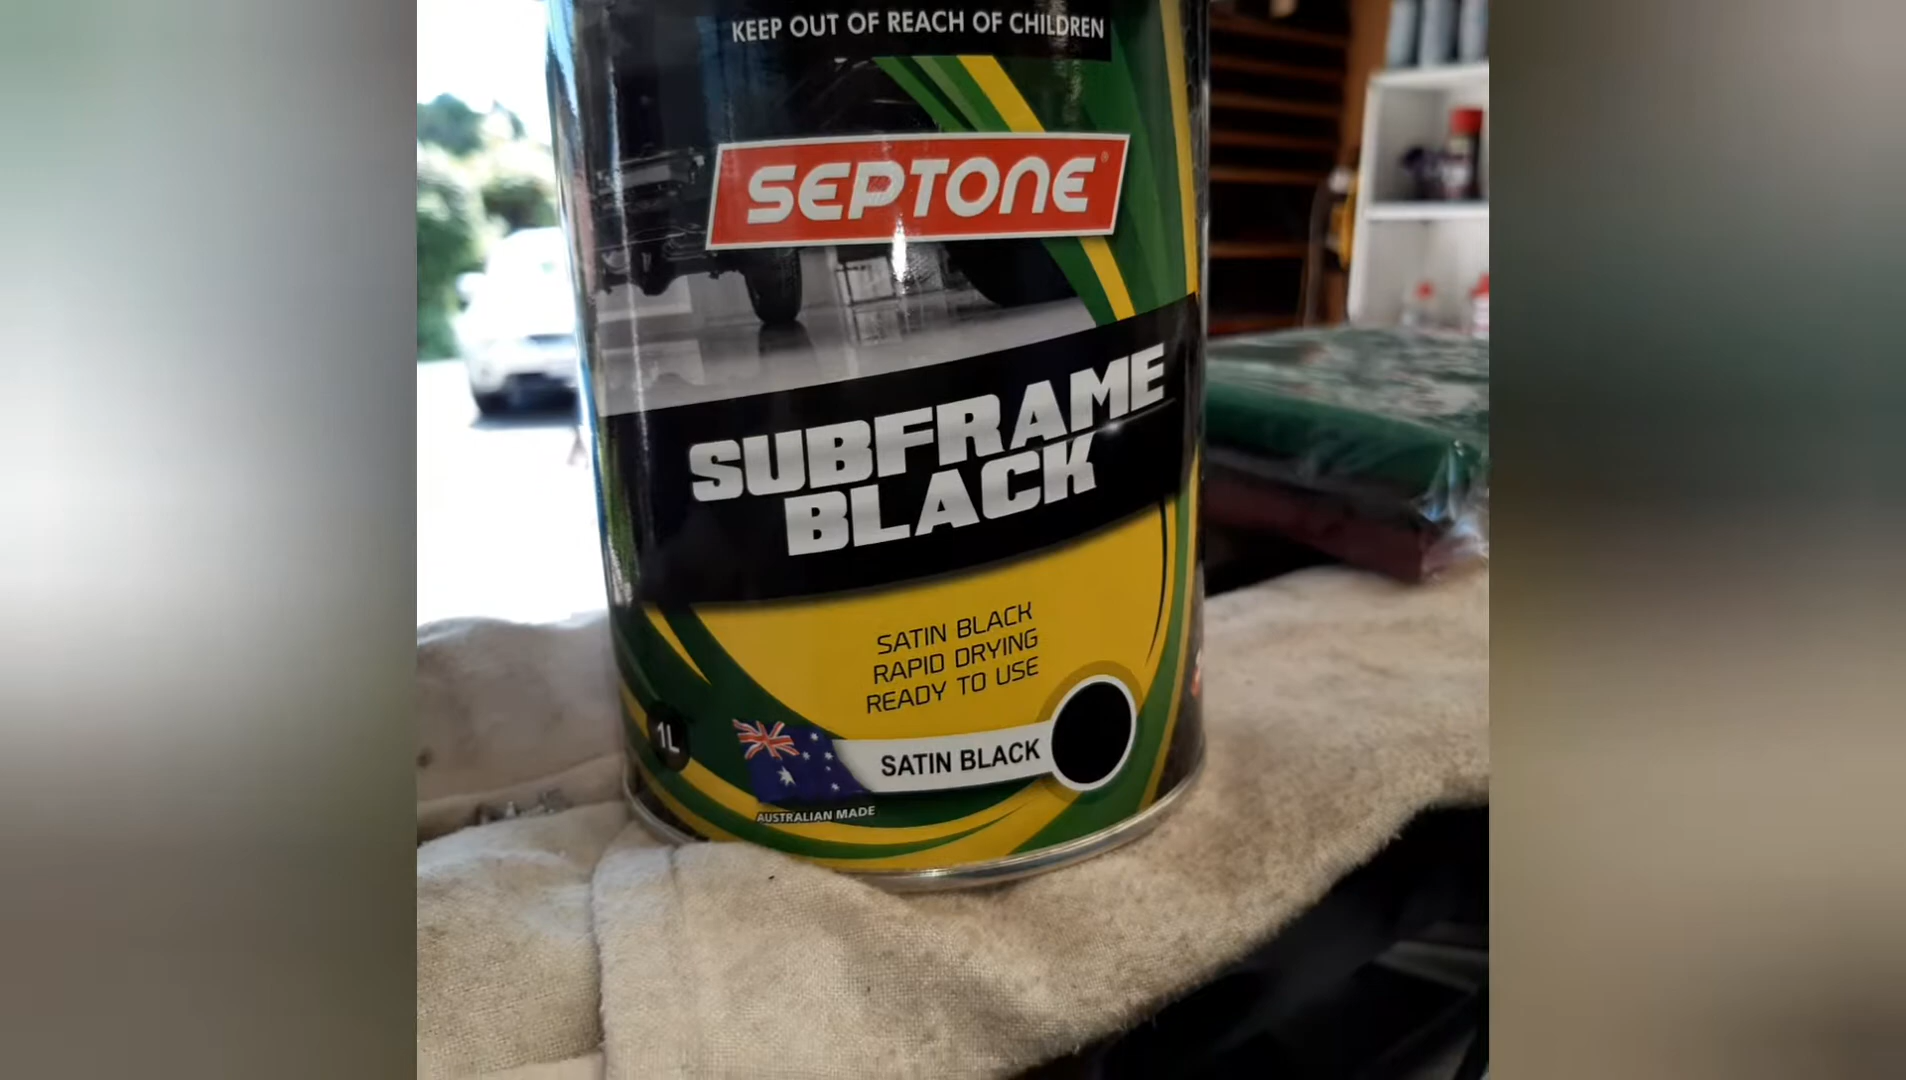 KEEP OUT OF REACH OF CHILDREN
SEPTONE®
SUBFRAME
BLACK
SATIN BLACK
RAPID DRYING
READY TO USE
1L
SATIN BLACK
AUSTRALIAN MADE